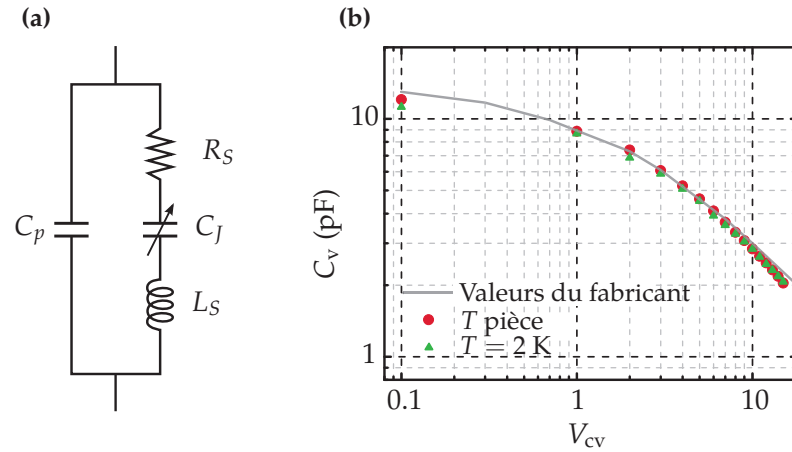 (a)
R_S
C_p
C_J
L_S
(b)
C_v (pF)
10
1
Valeurs du fabricant
T pièce
T = 2 K
0.1
1
10
V_cv